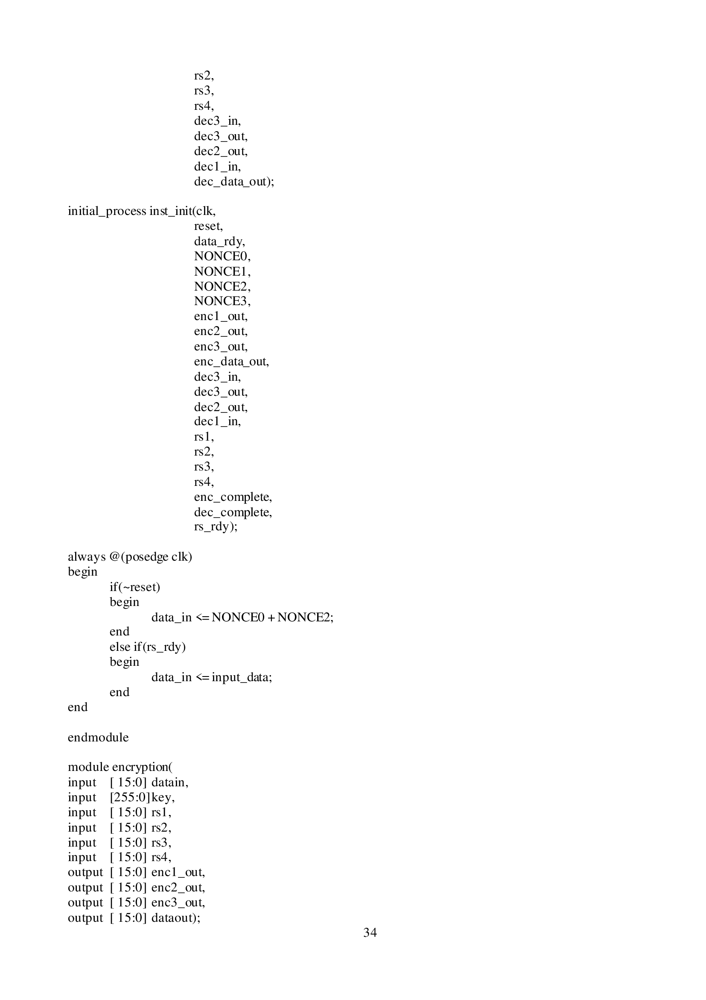 rs2,
rs3,
rs4,
dec3_in,
dec3_out,
dec2_out,
dec1_in,
dec_data_out);
initial_process inst_init(clk,
reset,
data_rdy,
NONCE0,
NONCE1,
NONCE2,
NONCE3,
enc1_out,
enc2_out,
enc3_out,
enc_data_out,
dec3_in,
dec3_out,
dec2_out,
dec1_in,
rs1,
rs2,
rs3,
rs4,
enc_complete,
dec_complete,
rs_rdy);
always @(posedge clk)
begin
if(~reset)
begin
data_in <= NONCE0 + NONCE2;
end
else if(rs_rdy)
begin
data_in <= input_data;
end
end
endmodule
module encryption(
input [ 15:0] datain,
input [255:0]key,
input [ 15:0] rs1,
input [ 15:0] rs2,
input [ 15:0] rs3,
input [ 15:0] rs4,
output [ 15:0] enc1_out,
output [ 15:0] enc2_out,
output [ 15:0] enc3_out,
output [ 15:0] dataout);
34